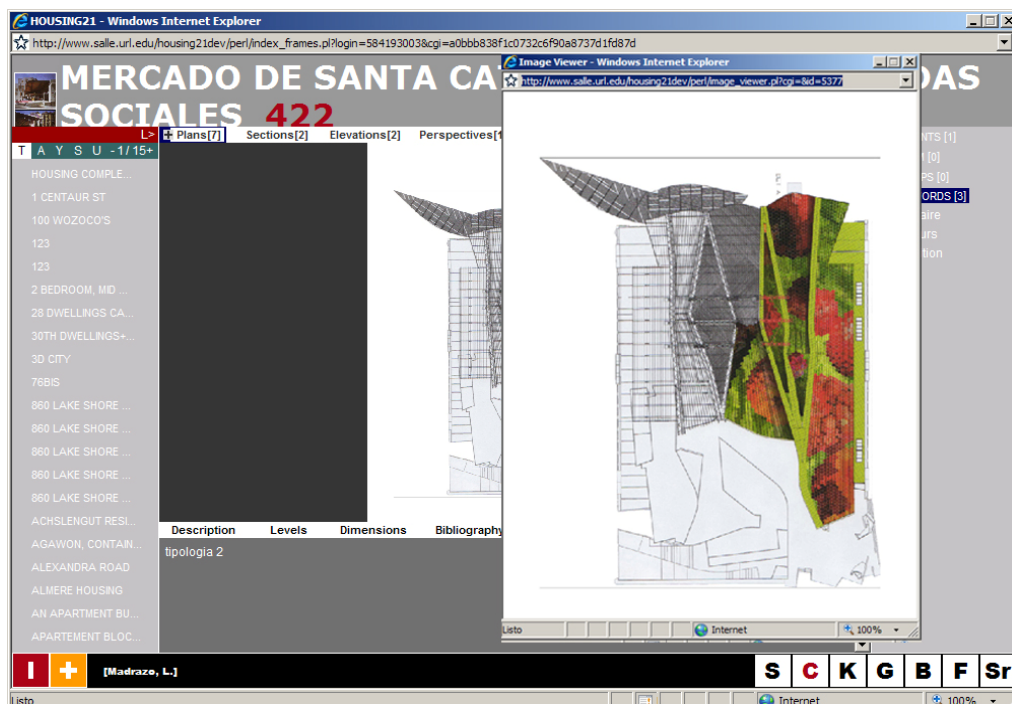 HOUSING21 - Windows Internet Explorer
http://www.salle.url.edu/housing21dev/perl/index_frames.pl?login=584193003&cgi=a0bbb838f1c0732c6f90a8737d1fd87d
MERCADO DE SANTA CA
DAS
SOCIALES 422
L>
Plans[7] Sections[2] Elevations[2] Perspectives[1
T A Y S U -1/15+
HOUSING COMPLE...
1 CENTAUR ST
100 WOZOCO'S
123
123
2 BEDROOM, MID ...
28 DWELLINGS CA...
30TH DWELLINGS+...
3D CITY
76BIS
860 LAKE SHORE ...
860 LAKE SHORE ...
860 LAKE SHORE ...
860 LAKE SHORE ...
860 LAKE SHORE ...
ACHSLENGUT RESI...
AGAWON, CONTAIN...
ALEXANDRA ROAD
ALMERE HOUSING
AN APARTMENT BU...
APARTEMENT BLOC...
Description Levels Dimensions Bibliography
tipologia 2
Image Viewer - Windows Internet Explorer
http://www.salle.url.edu/housing21dev/perl/image_viewer.pl?cgi=&id=5377
Listo Internet 100%
NTS [1]
[0]
PS [0]
ORDS [3]
aire
urs
tion
I + [Madrazo, L.] S C K G B F Sr
Listo Internet 100%